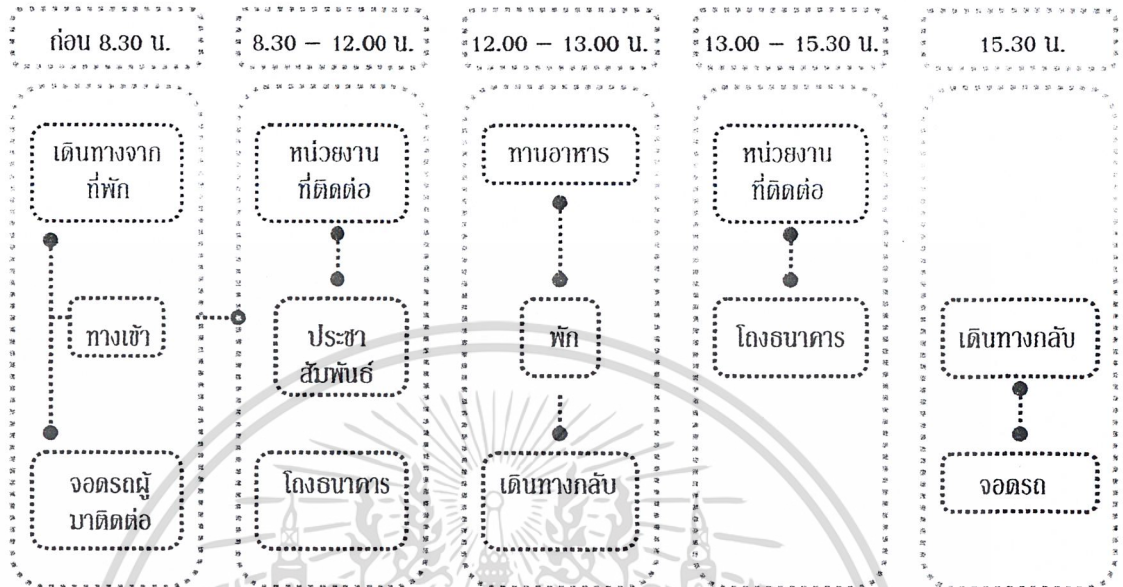 ก่อน 8.30 น.
8.30 – 12.00 น.
12.00 – 13.00 น.
13.00 – 15.30 น.
15.30 น.
เดินทางจาก
ที่พัก
ทางเข้า
จอดรถผู้
มาติดต่อ
หน่วยงาน
ที่ติดต่อ
ประชา
สัมพันธ์
โถงธนาคาร
ทานอาหาร
พัก
เดินทางกลับ
หน่วยงาน
ที่ติดต่อ
โถงธนาคาร
เดินทางกลับ
จอดรถ